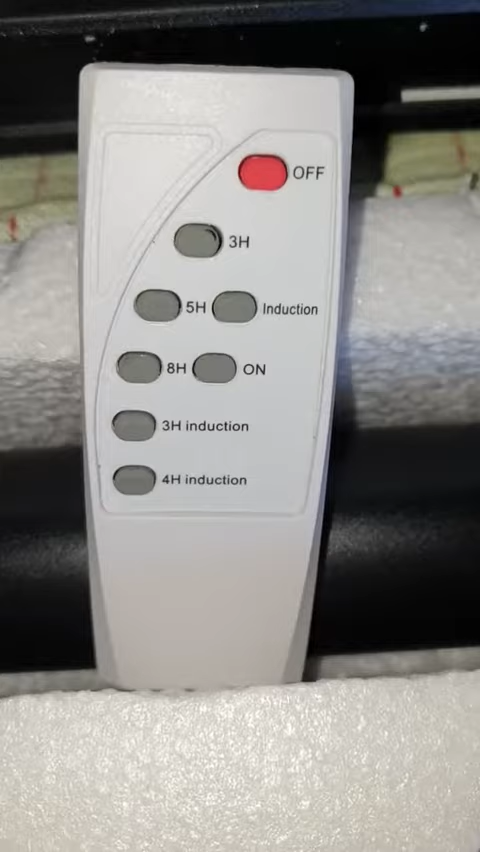 OFF
3H
5H Induction
8H ON
3H induction
4H induction